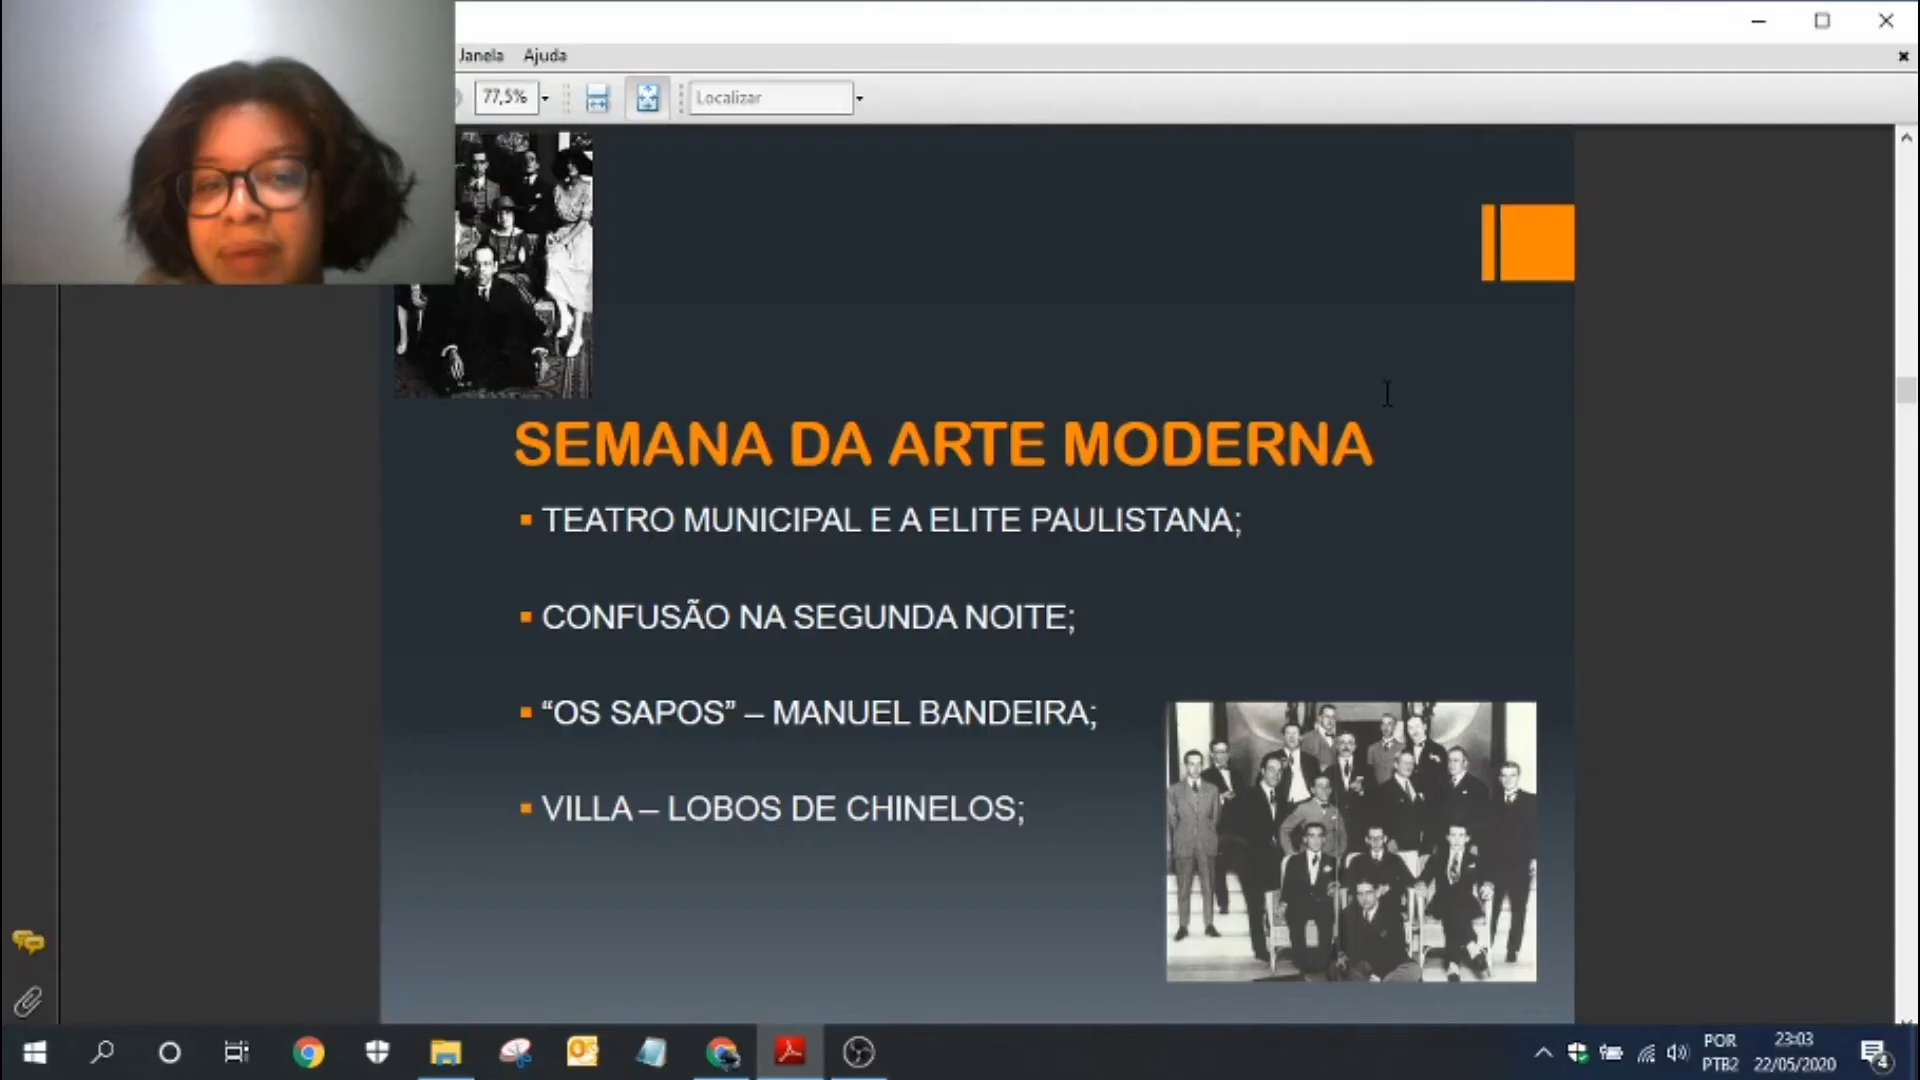 Janela Ajuda
77,5%
Localizar
SEMANA DA ARTE MODERNA
TEATRO MUNICIPAL E A ELITE PAULISTANA;
CONFUSÃO NA SEGUNDA NOITE;
“OS SAPOS” – MANUEL BANDEIRA;
VILLA – LOBOS DE CHINELOS;
POR
PTB2
23:03
22/05/2020
4